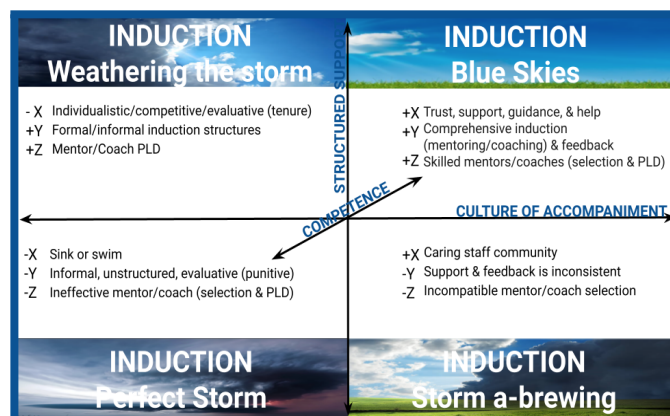 INDUCTION
Weathering the storm
- X Individualistic/competitive/evaluative (tenure)
+Y Formal/informal induction structures
+Z Mentor/Coach PLD
INDUCTION
Blue Skies
+X Trust, support, guidance, & help
+Y Comprehensive induction
(mentoring/coaching) & feedback
+Z Skilled mentors/coaches (selection & PLD)
STRUCTURED SUPPORT
COMPETENCE
CULTURE OF ACCOMPANIMENT
-X Sink or swim
-Y Informal, unstructured, evaluative (punitive)
-Z Ineffective mentor/coach (selection & PLD)
INDUCTION
Perfect Storm
+X Caring staff community
-Y Support & feedback is inconsistent
-Z Incompatible mentor/coach selection
INDUCTION
Storm a-brewing